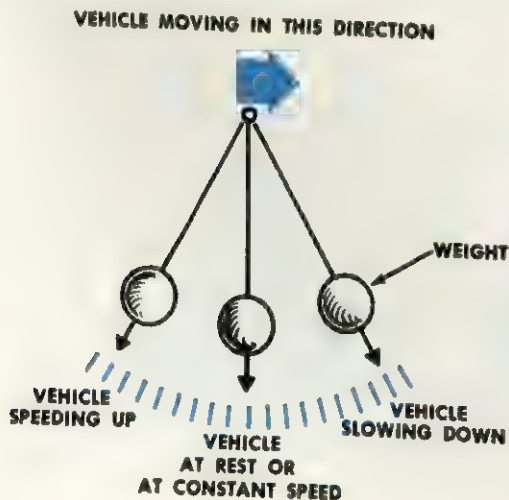 VEHICLE MOVING IN THIS DIRECTION
WEIGHT
VEHICLE
SPEEDING UP
VEHICLE
AT REST OR
AT CONSTANT SPEED
VEHICLE
SLOWING DOWN